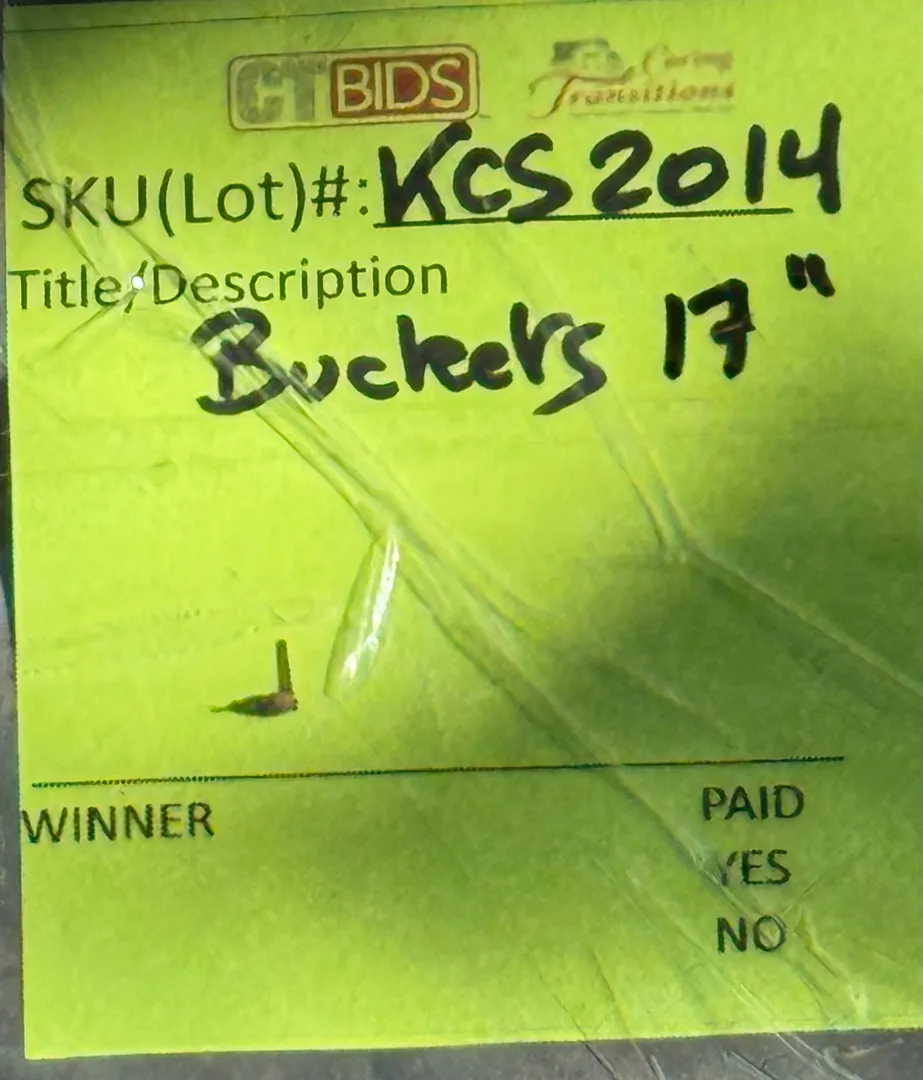 CTBIDS Caring
Transitions
SKU(Lot)#: KCS2014
Title/Description
Buckets 17"
WINNER PAID
YES
NO